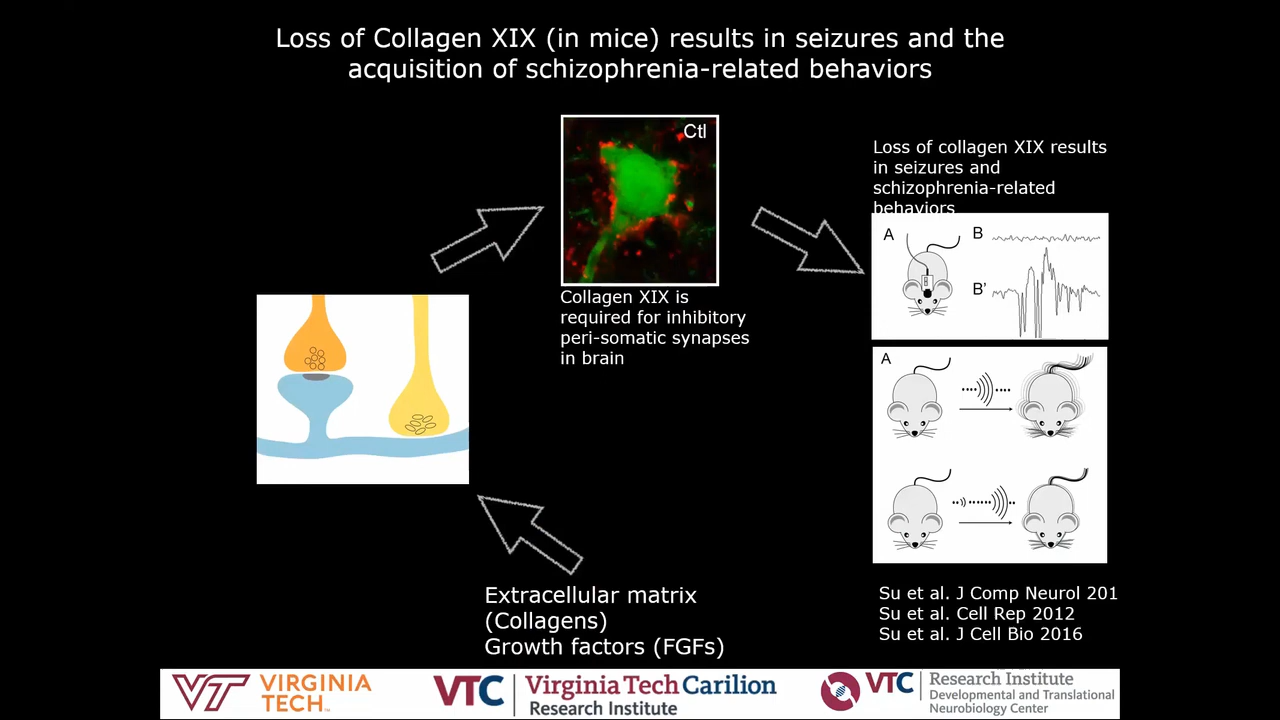 Loss of Collagen XIX (in mice) results in seizures and the
acquisition of schizophrenia-related behaviors
Ctl
Collagen XIX is
required for inhibitory
peri-somatic synapses
in brain
Loss of collagen XIX results
in seizures and
schizophrenia-related
behaviors
A
B
B'
A
Extracellular matrix
(Collagens)
Growth factors (FGFs)
Su et al. J Comp Neurol 201
Su et al. Cell Rep 2012
Su et al. J Cell Bio 2016
VT VIRGINIA
TECH™
VTC Virginia Tech Carilion
Research Institute
VTC Research Institute
Developmental and Translational
Neurobiology Center